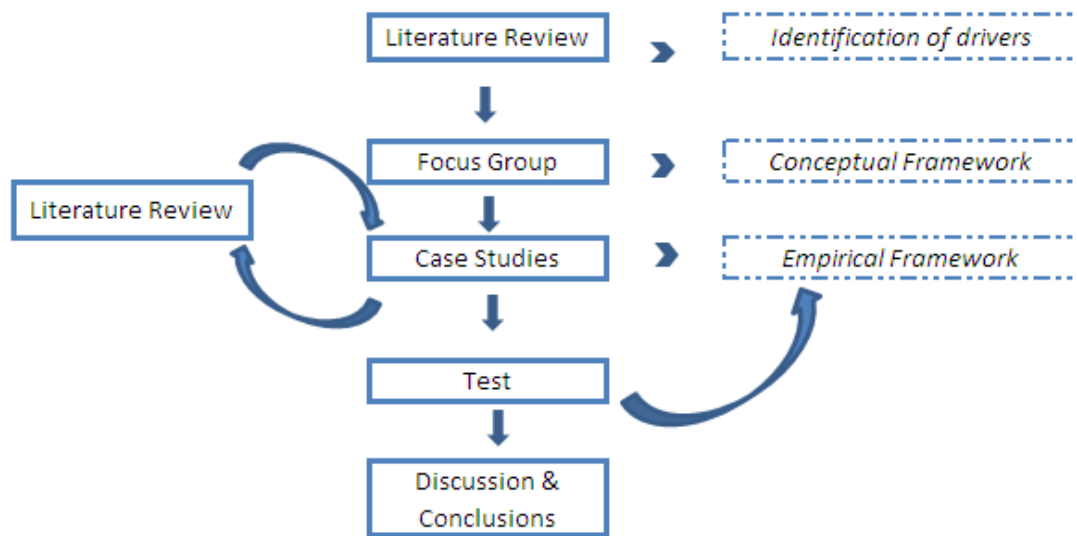 Literature Review
Identification of drivers
Focus Group
Conceptual Framework
Literature Review
Case Studies
Empirical Framework
Test
Discussion &
Conclusions